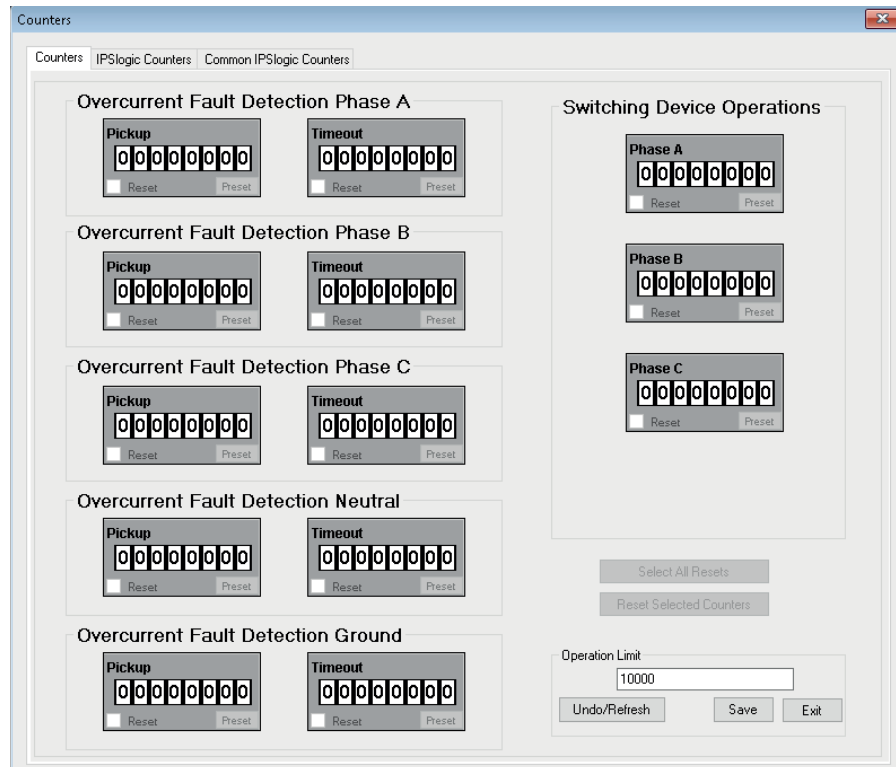 Counters
Counters IPSlogic Counters Common IPSlogic Counters
Overcurrent Fault Detection Phase A
Pickup
00000000
Reset Preset
Timeout
00000000
Reset Preset
Overcurrent Fault Detection Phase B
Pickup
00000000
Reset Preset
Timeout
00000000
Reset Preset
Overcurrent Fault Detection Phase C
Pickup
00000000
Reset Preset
Timeout
00000000
Reset Preset
Overcurrent Fault Detection Neutral
Pickup
00000000
Reset Preset
Timeout
00000000
Reset Preset
Overcurrent Fault Detection Ground
Pickup
00000000
Reset Preset
Timeout
00000000
Reset Preset
Switching Device Operations
Phase A
00000000
Reset Preset
Phase B
00000000
Reset Preset
Phase C
00000000
Reset Preset
Select All Resets
Reset Selected Counters
Operation Limit
10000
Undo/Refresh Save Exit